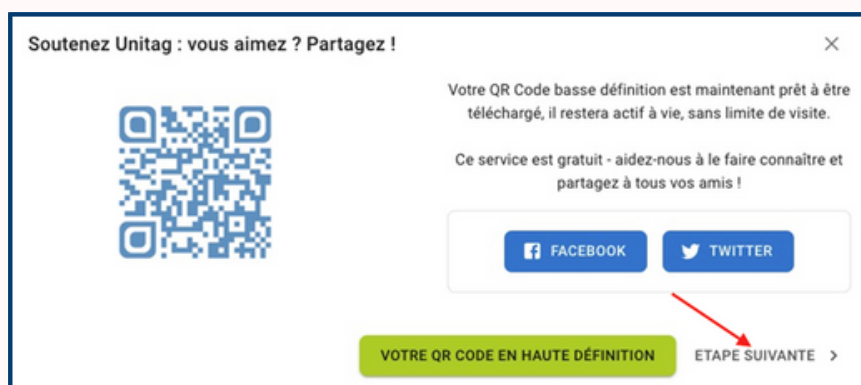 Soutenez Unitag : vous aimez ? Partagez !
Votre QR Code basse définition est maintenant prêt à être
téléchargé, il restera actif à vie, sans limite de visite.
Ce service est gratuit - aidez-nous à le faire connaître et
partagez à tous vos amis !
FACEBOOK
TWITTER
VOTRE QR CODE EN HAUTE DÉFINITION
ETAPE SUIVANTE